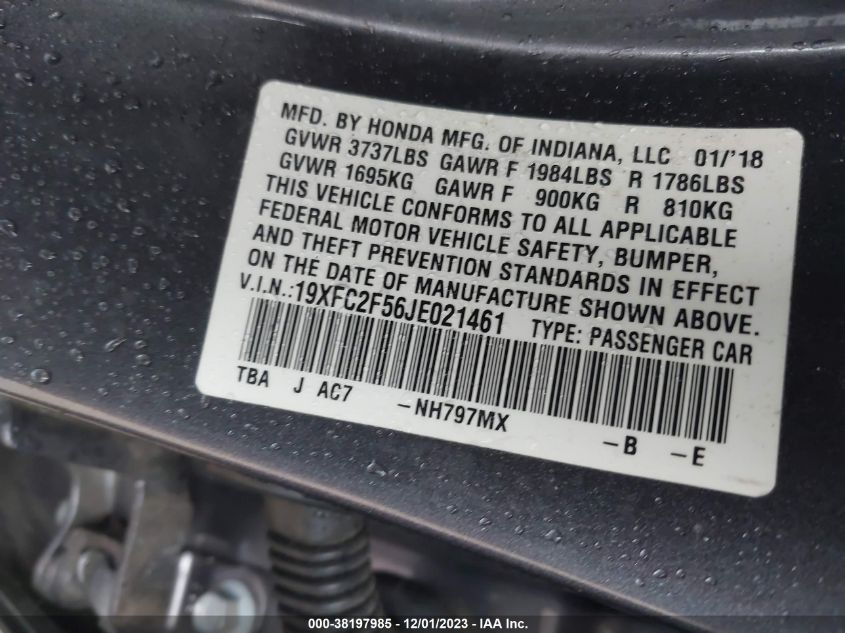 MFD. BY HONDA MFG. OF INDIANA, LLC 01/'18
GVWR 3737LBS GAWR F 1984LBS R 1786LBS
GVWR 1695KG GAWR F 900KG R 810KG
THIS VEHICLE CONFORMS TO ALL APPLICABLE
FEDERAL MOTOR VEHICLE SAFETY, BUMPER,
AND THEFT PREVENTION STANDARDS IN EFFECT
ON THE DATE OF MANUFACTURE SHOWN ABOVE.
V.I.N.:19XFC2F56JE021461 TYPE: PASSENGER CAR
TBA J AC7 -NH797MX -B -E
000-38197985 - 12/01/2023 - IAA Inc.